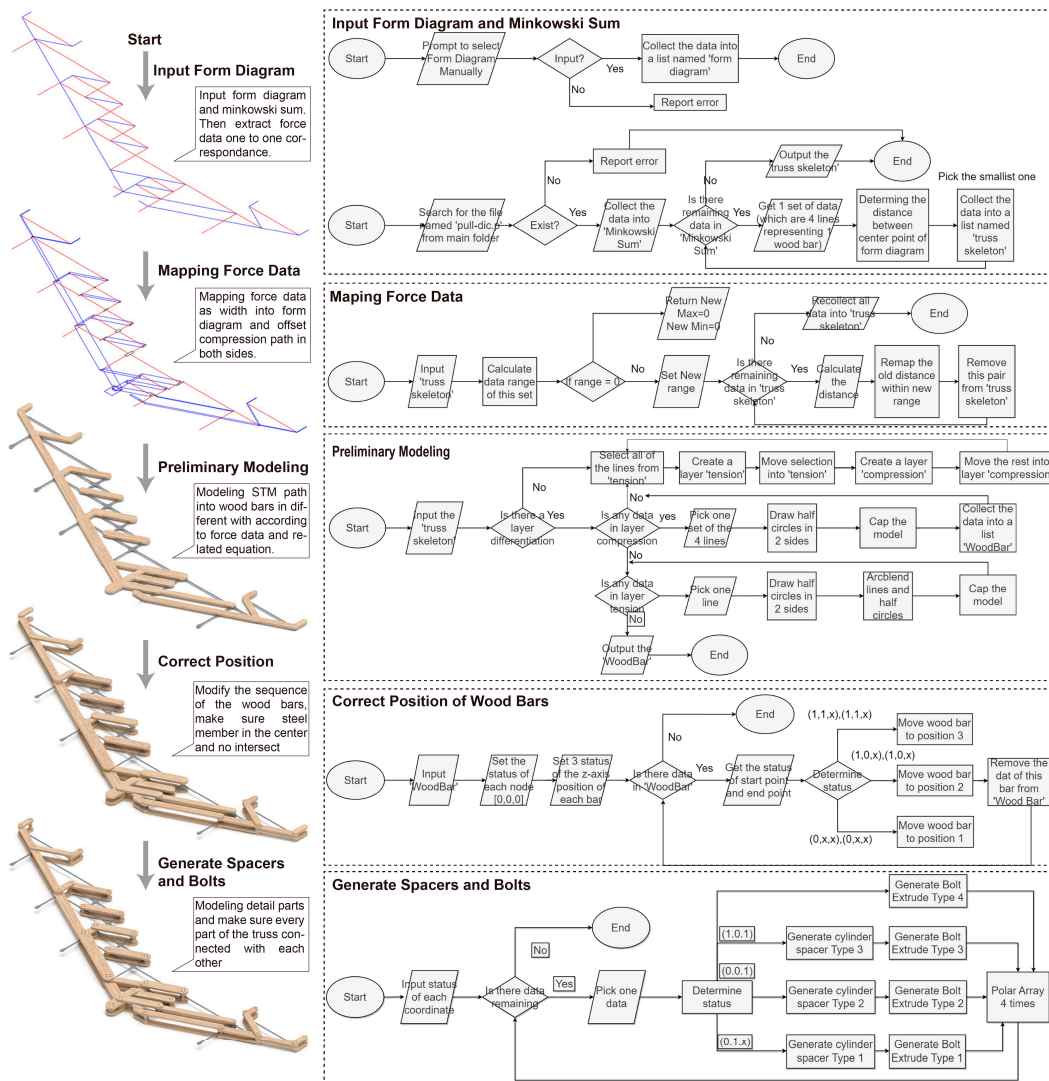 Start
Input Form Diagram
Input form diagram
and minkowski sum.
Then extract force
data one to one cor-
respondance.
Mapping Force Data
Mapping force data
as width into form
diagram and offset
compression path in
both sides.
Preliminary Modeling
Modeling STM path
into wood bars in dif-
ferent with according
to force data and re-
lated equation.
Correct Position
Modify the sequence
of the wood bars,
make sure steel
member in the center
and no intersect
Generate Spacers
and Bolts
Modeling detail parts
and make sure every
part of the truss con-
nected with each
other
Input Form Diagram and Minkowski Sum
Start
Prompt to select
Form Diagram
Manually
Input?
Yes
Collect the data into
a list named 'form
diagram'
End
No
Report error
Report error
Output the
'truss skeleton'
End
No
No
Pick the smallist one
Start
Search for the file
named 'pull-dic.p'
from main folder
Exist?
Yes
Collect the
data into
'Minkowski
Sum'
Is there
remaining
data in
'Minkowski
Sum'
Yes
Get 1 set of data
(which are 4 lines
representing 1
wood bar)
Determing the
distance
between
center point of
form diagram
Collect the
data into a
list named
'truss
skeleton'
Maping Force Data
Return New
Max=0
New Min=0
Recollect all
data into 'truss
skeleton'
End
No
Start
Input
'truss
skeleton'
Calculate
data range
of this set
If range = 0
No
Set New
range
Is there
remaining
data in 'truss
skeleton'
Yes
Calculate
the
distance
Remap the
old distance
within new
range
Remove
this pair
from 'truss
skeleton'
Preliminary Modeling
Select all of
the lines from
'tension'
Create a
layer 'tension'
Move selection
into 'tension'
Create a layer
'compression'
Move the rest into
layer 'compression'
No
No
Start
Input the
'truss
skeleton'
Is there a
layer
differentiation
Yes
Is any data
in layer
compression
yes
Pick one
set of the
4 lines
Draw half
circles in
2 sides
Cap the
model
Collect the
data into a
list
'WoodBar'
No
Is any data
in layer
tension
Pick one
line
Draw half
circles in
2 sides
Arcblend
lines and
half
circles
Cap the
model
No
Output the
'WoodBar'
End
Correct Position of Wood Bars
End
(1,1,x),(1,1,x)
Move wood bar
to position 3
No
Start
Input
'WoodBar'
Set the
status of
each node
[0,0,0]
Set 3 status
of the z-axis
position of
each bar
Is there data
in 'WoodBar'
Yes
Get the status
of start point
and end point
Determine
status
(1,0,x),(1,0,x)
Move wood bar
to position 2
Remove the
dat of this
bar from
'Wood Bar'
(0,x,x),(0,x,x)
Move wood bar
to position 1
Generate Spacers and Bolts
Generate Bolt
Extrude Type 4
End
No
(1.0.1)
Generate cylinder
spacer Type 3
Generate Bolt
Extrude Type 3
(0.0.1)
Start
Input status
of each
coordinate
Is there data
remaining
Yes
Pick one
data
Determine
status
Generate cylinder
spacer Type 2
Generate Bolt
Extrude Type 2
Polar Array
4 times
(0.1.x)
Generate cylinder
spacer Type 1
Generate Bolt
Extrude Type 1